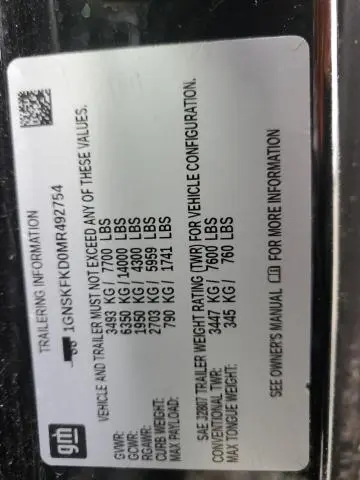 gm
TRAILERING INFORMATION
1GNSKFKD0MR492754
VEHICLE AND TRAILER MUST NOT EXCEED ANY OF THESE VALUES.
GVWR: 3493 KG / 7700 LBS
GCWR: 6350 KG / 14000 LBS
RGAWR: 1950 KG / 4300 LBS
CURB WEIGHT: 2703 KG / 5959 LBS
MAX PAYLOAD: 790 KG / 1741 LBS
SAE J2807 TRAILER WEIGHT RATING (TWR) FOR VEHICLE CONFIGURATION.
CONVENTIONAL TWR: 3447 KG / 7600 LBS
MAX TONGUE WEIGHT: 345 KG / 760 LBS
SEE OWNER'S MANUAL FOR MORE INFORMATION